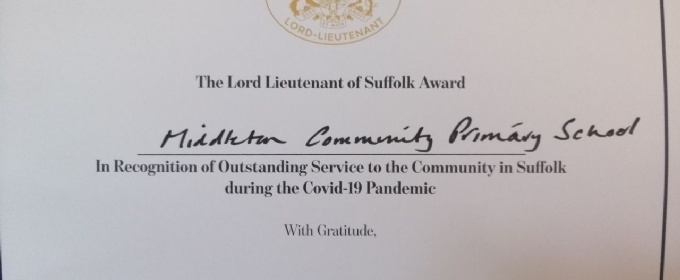 LORD-LIEUTENANT
The Lord Lieutenant of Suffolk Award
Middleton Community Primary School
In Recognition of Outstanding Service to the Community in Suffolk
during the Covid-19 Pandemic
With Gratitude,